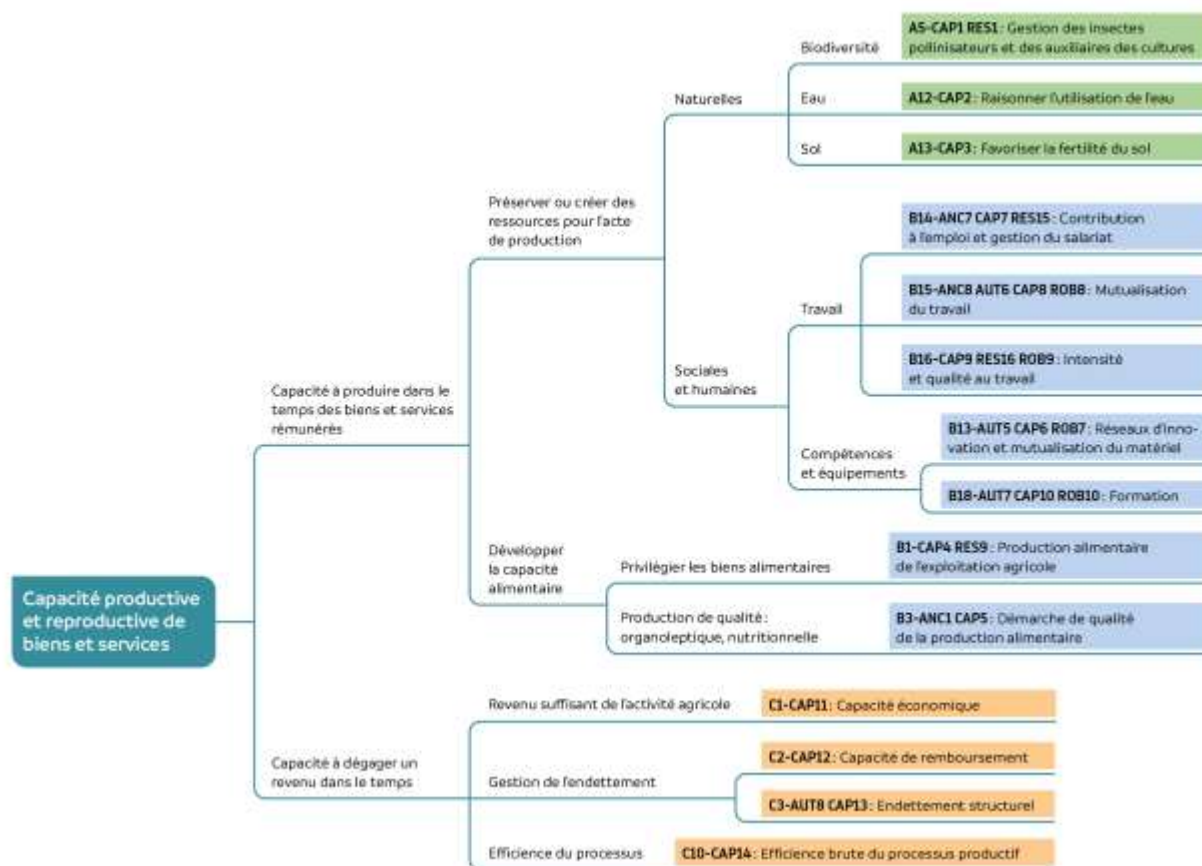 A5-CAP1 RES1 : Gestion des insectes
pollinisateurs et des auxiliaires des cultures
Biodiversité
Naturelles
Eau
A12-CAP2 : Raisonner l'utilisation de l'eau
Sol
A13-CAP3 : Favoriser la fertilité du sol
Préserver ou créer des
ressources pour l'acte
de production
B14-ANC7 CAP7 RES15 : Contribution
à l'emploi et gestion du salariat
Travail
B15-ANC8 AUT6 CAP8 ROB8 : Mutualisation
du travail
B16-CAP9 RES16 ROB9 : Intensité
et qualité au travail
Sociales
et humaines
Capacité à produire dans le
temps des biens et services
rémunérés
Compétences
et équipements
B13-AUT5 CAP6 ROB7 : Réseaux d'inno-
vation et mutualisation du matériel
B18-AUT7 CAP10 ROB10 : Formation
Développer
la capacité
alimentaire
Privilégier les biens alimentaires
B1-CAP4 RES9 : Production alimentaire
de l'exploitation agricole
Production de qualité :
organoleptique, nutritionnelle
B3-ANC1 CAP5 : Démarche de qualité
de la production alimentaire
Capacité productive
et reproductive de
biens et services
Revenu suffisant de l'activité agricole
C1-CAP11 : Capacité économique
Capacité à dégager un
revenu dans le temps
Gestion de l'endettement
C2-CAP12 : Capacité de remboursement
C3-AUT8 CAP13 : Endettement structurel
Efficience du processus
C10-CAP14 : Efficience brute du processus productif